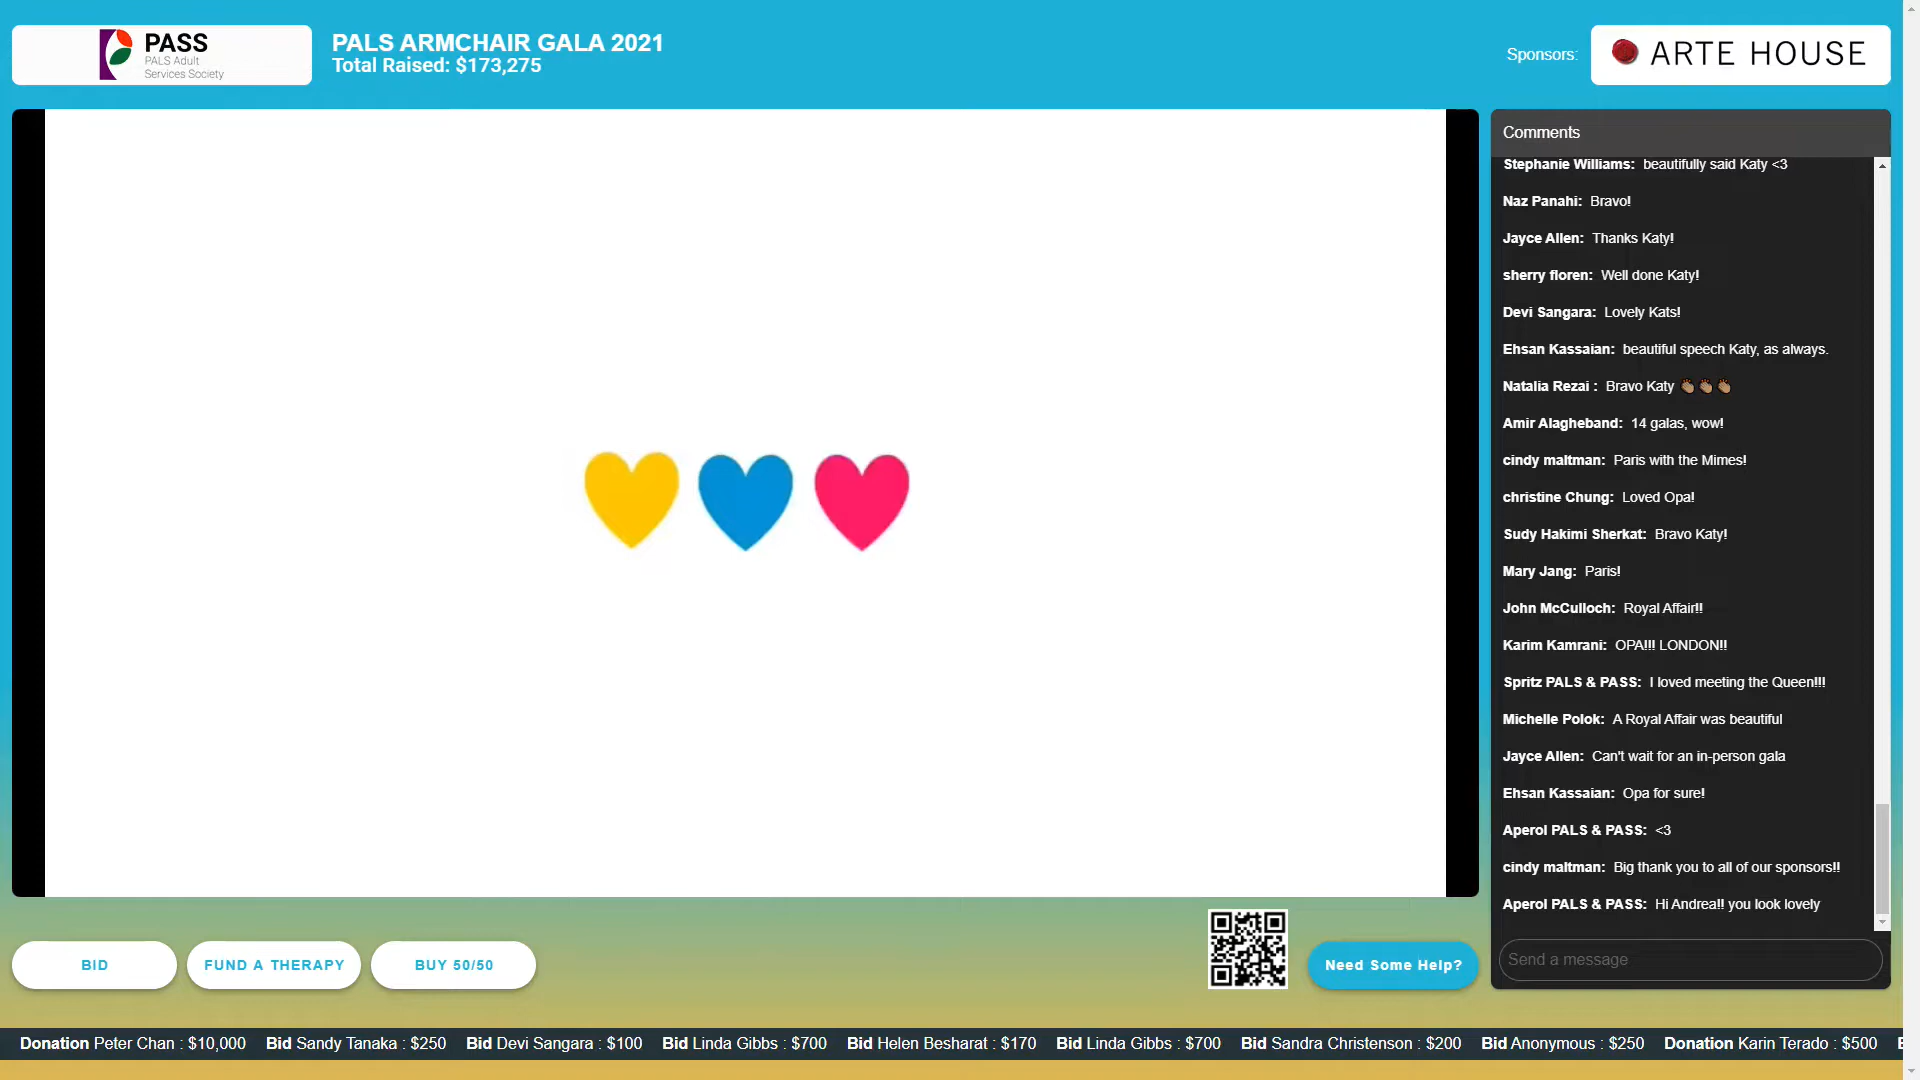 PASS
PALS Adult
Services Society
PALS ARMCHAIR GALA 2021
Total Raised: $173,275
Sponsors:
ARTE HOUSE
Comments
Stephanie Williams: beautifully said Katy <3
Naz Panahi: Bravo!
Jayce Allen: Thanks Katy!
sherry floren: Well done Katy!
Devi Sangara: Lovely Kats!
Ehsan Kassaian: beautiful speech Katy, as always.
Natalia Rezai : Bravo Katy 👏🏽👏🏽👏🏽
Amir Alagheband: 14 galas, wow!
cindy maltman: Paris with the Mimes!
christine Chung: Loved Opa!
Sudy Hakimi Sherkat: Bravo Katy!
Mary Jang: Paris!
John McCulloch: Royal Affair!!
Karim Kamrani: OPA!!! LONDON!!
Spritz PALS & PASS: I loved meeting the Queen!!!
Michelle Polok: A Royal Affair was beautiful
Jayce Allen: Can't wait for an in-person gala
Ehsan Kassaian: Opa for sure!
Aperol PALS & PASS: <3
cindy maltman: Big thank you to all of our sponsors!!
Aperol PALS & PASS: Hi Andrea!! you look lovely
Send a message
BID
FUND A THERAPY
BUY 50/50
Need Some Help?
Donation Peter Chan : $10,000 Bid Sandy Tanaka : $250 Bid Devi Sangara : $100 Bid Linda Gibbs : $700 Bid Helen Besharat : $170 Bid Linda Gibbs : $700 Bid Sandra Christenson : $200 Bid Anonymous : $250 Donation Karin Terado : $500